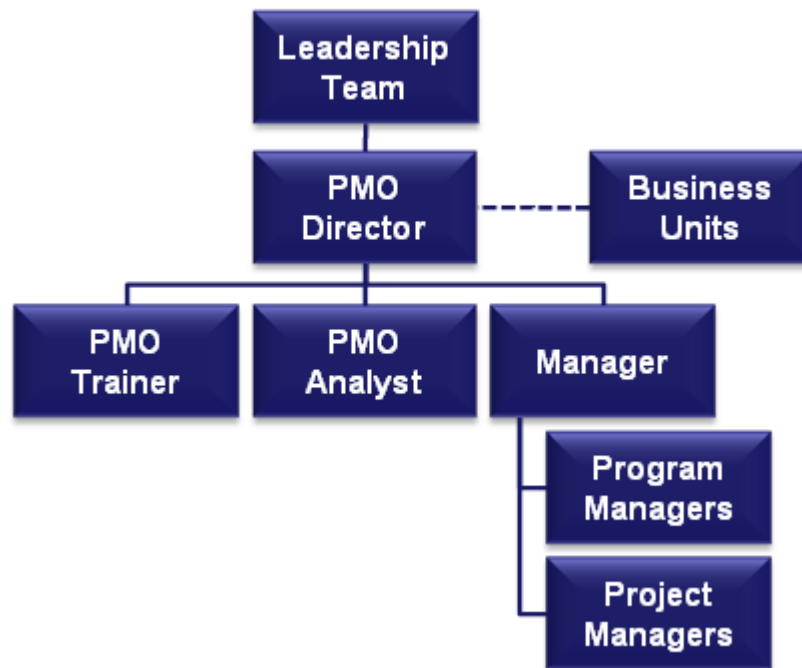 Leadership
Team
PMO
Director
Business
Units
PMO
Trainer
PMO
Analyst
Manager
Program
Managers
Project
Managers